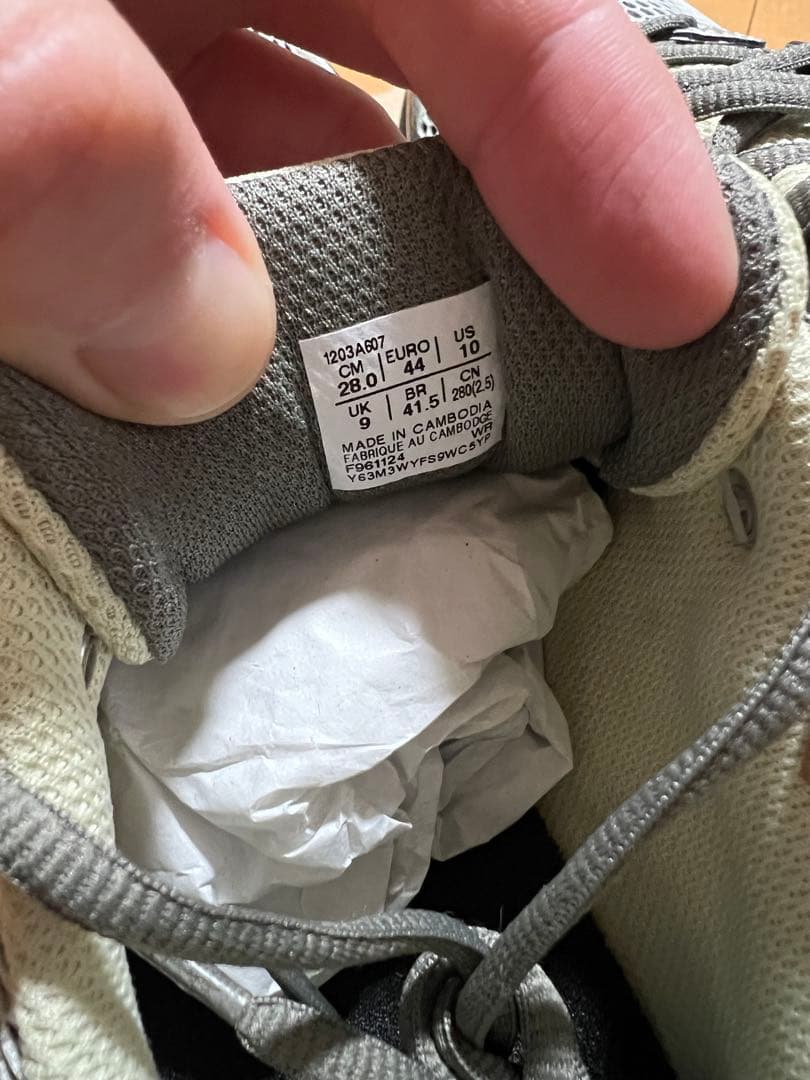 1203A607
CM | EURO | US
28.0 | 44 | 10
UK | BR | CN
9 | 41.5 | 280(2.5)
MADE IN CAMBODIA
FABRIQUE AU CAMBODGE
F961124 WR
Y63M3WYFS9WC5YP